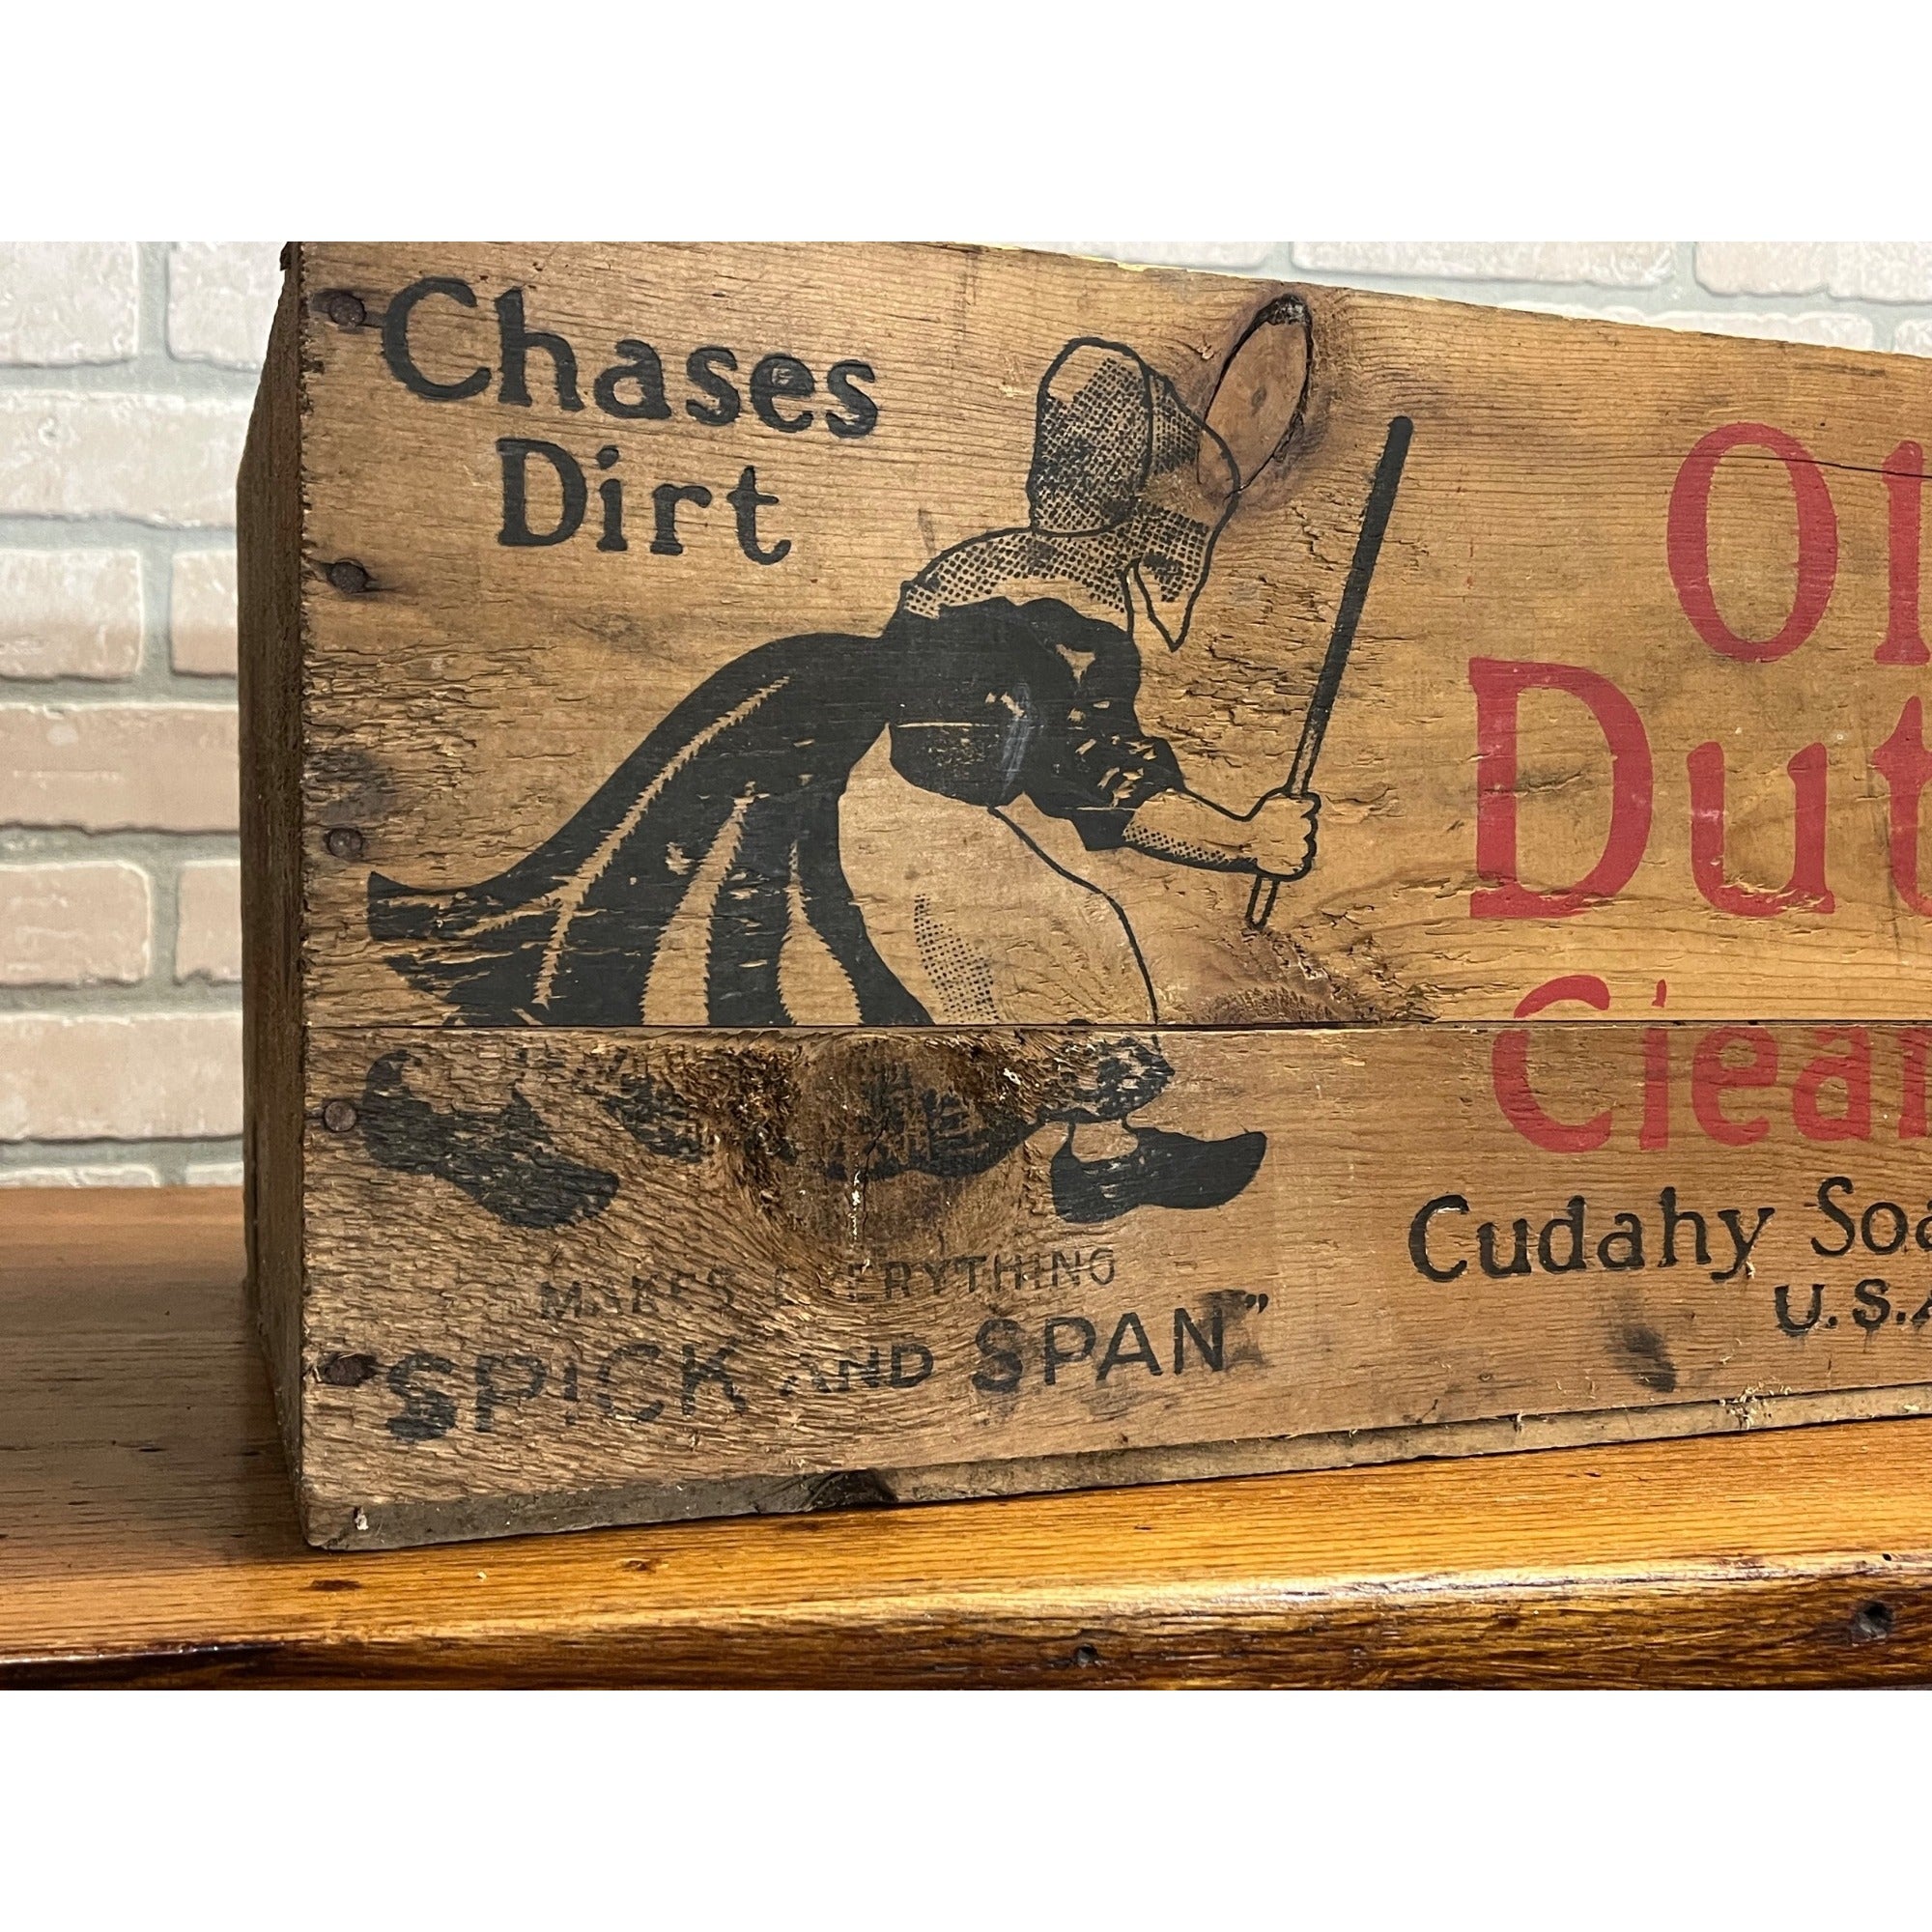 Chases
Dirt
Ol
Dut
Clea
Cudahy Soa
U.S.A
MAKES EVERYTHING
"SPICK AND SPAN"